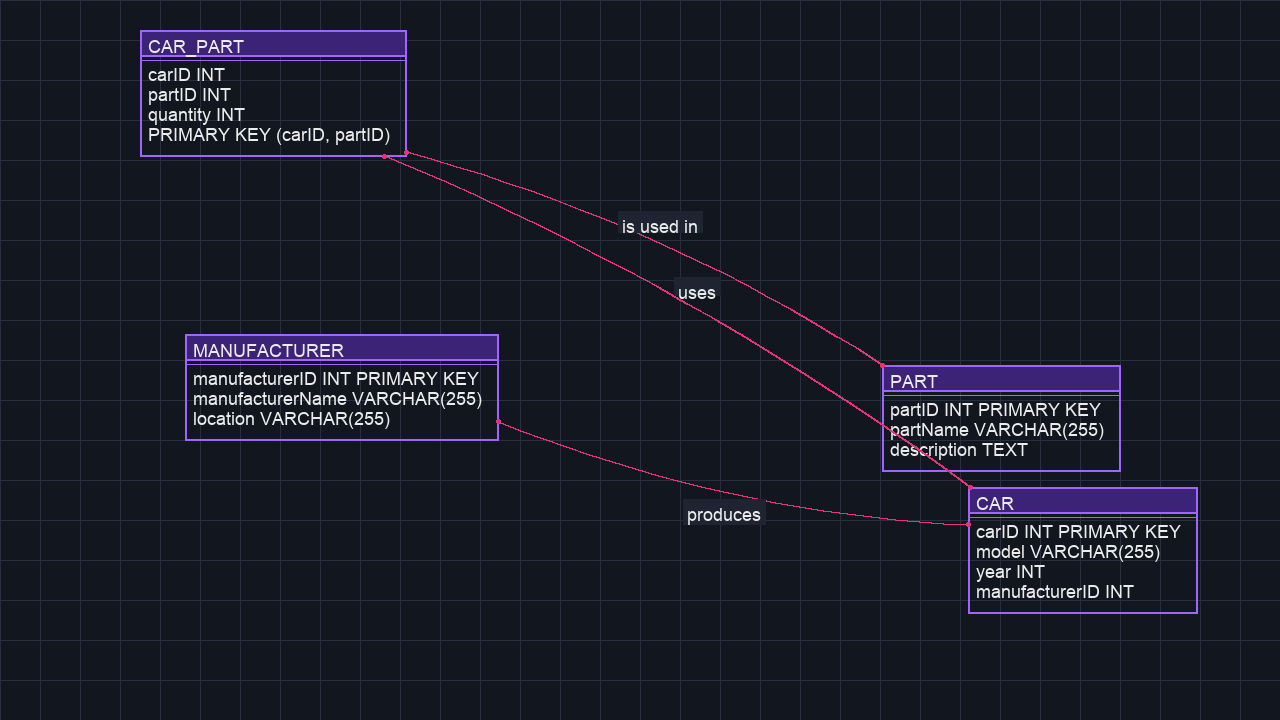 CAR_PART
carID INT
partID INT
quantity INT
PRIMARY KEY (carID, partID)
is used in
uses
MANUFACTURER
manufacturerID INT PRIMARY KEY
manufacturerName VARCHAR(255)
location VARCHAR(255)
PART
partID INT PRIMARY KEY
partName VARCHAR(255)
description TEXT
produces
CAR
carID INT PRIMARY KEY
model VARCHAR(255)
year INT
manufacturerID INT